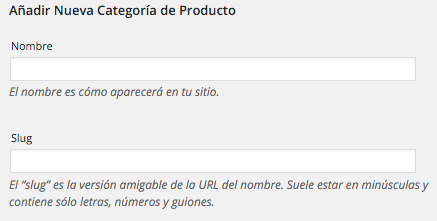 Añadir Nueva Categoría de Producto
Nombre
El nombre es cómo aparecerá en tu sitio.
Slug
El “slug” es la versión amigable de la URL del nombre. Suele estar en minúsculas y
contiene sólo letras, números y guiones.